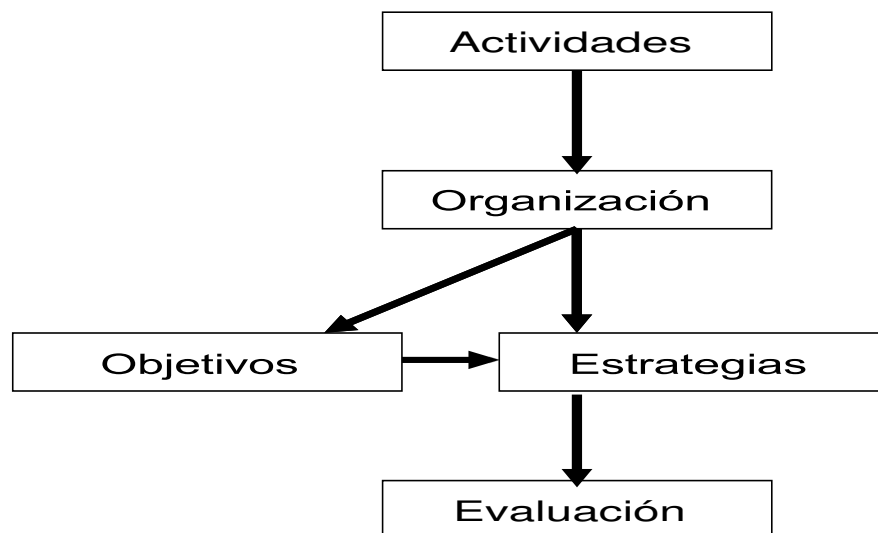 Actividades
Organización
Objetivos
Estrategias
Evaluación